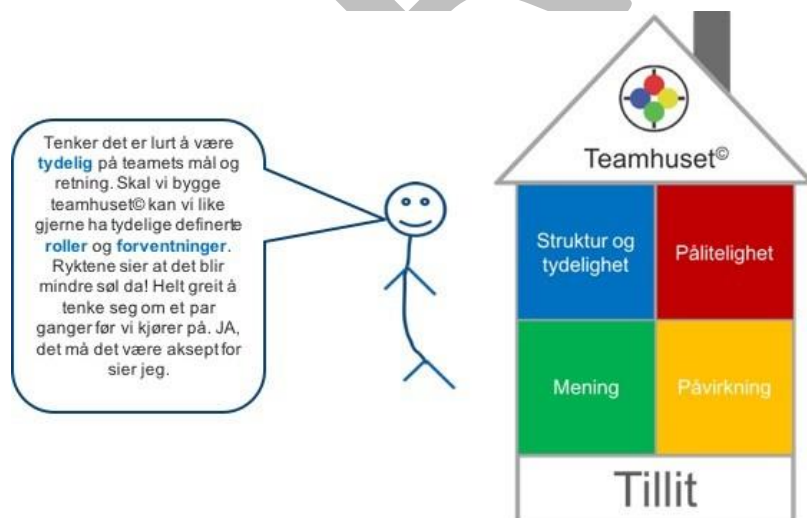 Tenker det er lurt å være
tydelig på teamets mål og
retning. Skal vi bygge
teamhuset© kan vi like
gjerne ha tydelige definerte
roller og forventninger.
Ryktene sier at det blir
mindre søl da! Helt greit å
tenke seg om et par
ganger før vi kjører på. JA,
det må det være aksept for
sier jeg.
Teamhuset©
Struktur og
tydelighet
Pålitelighet
Mening
Påvirkning
Tillit